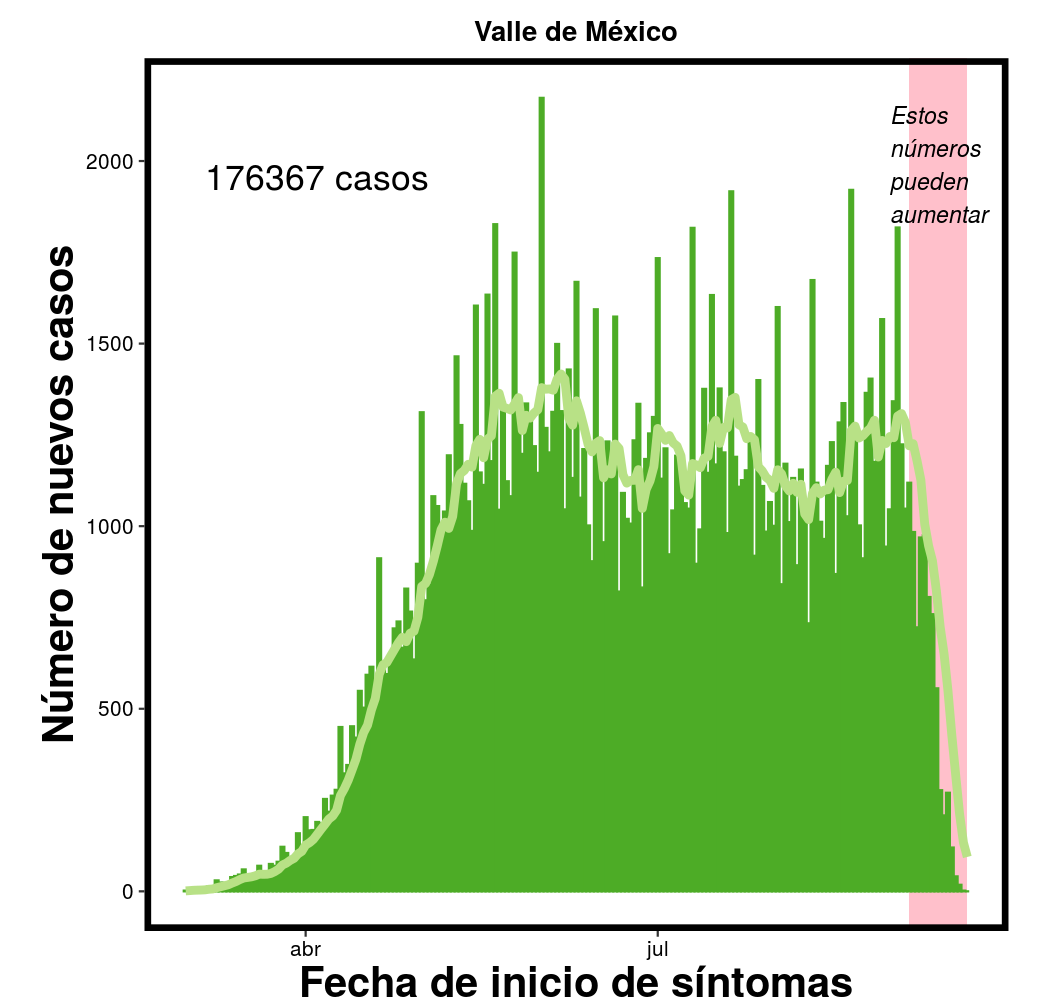 Valle de México
Estos
números
pueden
aumentar
176367 casos
Número de nuevos casos
2000
1500
1000
500
0
abr
jul
Fecha de inicio de síntomas